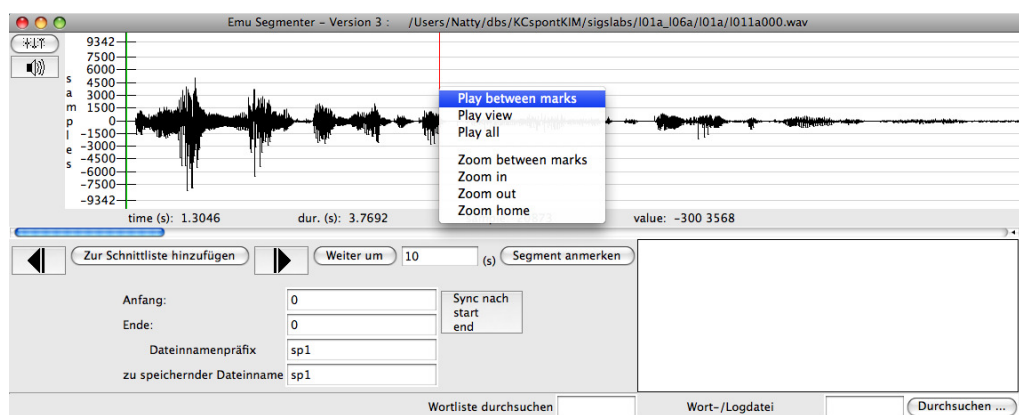 Emu Segmenter – Version 3 : /Users/Natty/dbs/KCspontKIM/sigslabs/l01a_l06a/l01a/l011a000.wav
samples
9342
7500
6000
4500
3000
1500
0
-1500
-3000
-4500
-6000
-7500
-9342
Play between marks
Play view
Play all
Zoom between marks
Zoom in
Zoom out
Zoom home
time (s): 1.3046 dur. (s): 3.7692 value: -300 3568
Zur Schnittliste hinzufügen Weiter um 10 (s) Segment anmerken
Anfang: 0 Sync nach
start
Ende: 0 end
Dateinnamenpräfix sp1
zu speichernder Dateinname sp1
Wortliste durchsuchen Wort-/Logdatei Durchsuchen ...